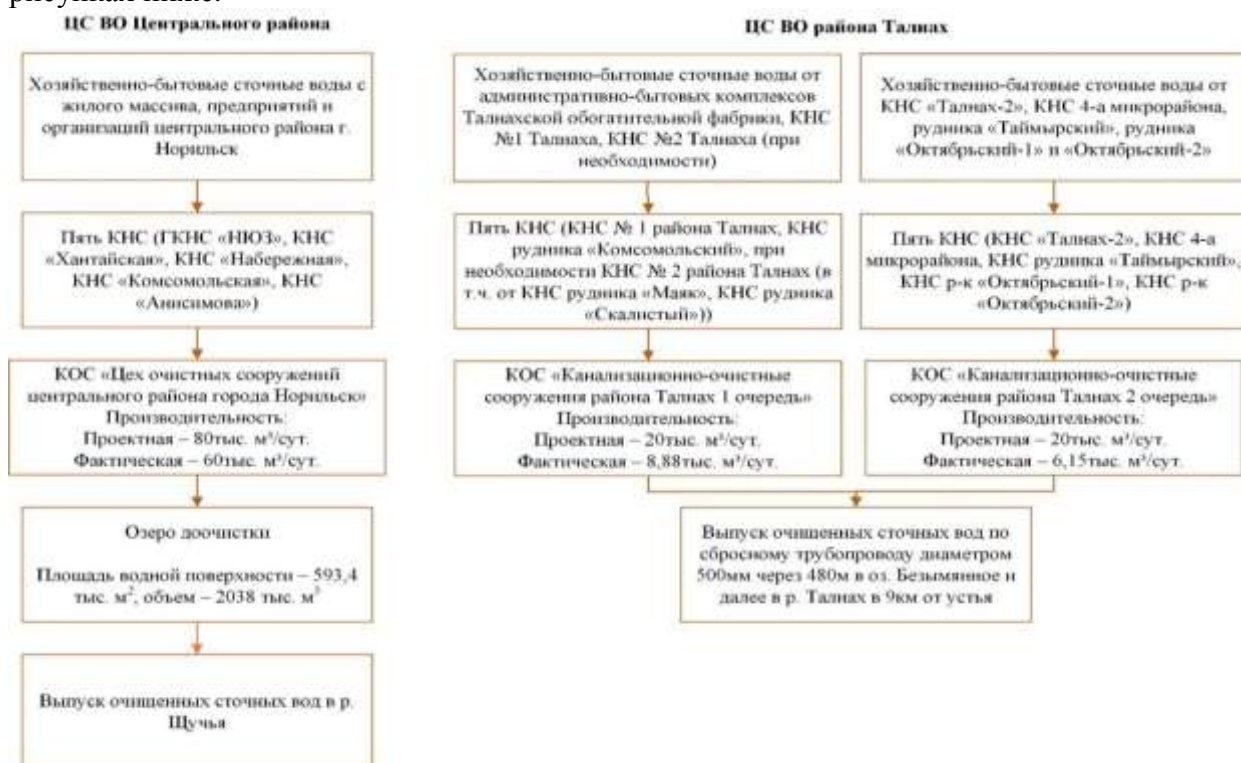 рисунках ниже.
ЦС ВО Центрального района
Хозяйственно-бытовые сточные воды с
жилого массива, предприятий и
организаций центрального района г.
Норильск
Пять КНС (ГКНС «НЮЗ», КНС
«Хантайская», КНС «Набережная»,
КНС «Комсомольская», КНС
«Анисимова»)
КОС «Цех очистных сооружений
центрального района города Норильск»
Производительность:
Проектная – 80тыс. м³/сут.
Фактическая – 60тыс. м³/сут.
Озеро доочистки
Площадь водной поверхности – 593,4
тыс. м², объем – 2038 тыс. м³
Выпуск очищенных сточных вод в р.
Щучья
ЦС ВО района Талнах
Хозяйственно-бытовые сточные воды от
административно-бытовых комплексов
Талнахской обогатительной фабрики, КНС
№1 Талнаха, КНС №2 Талнаха (при
необходимости)
Пять КНС (КНС № 1 района Талнах, КНС
рудника «Комсомольский», при
необходимости КНС № 2 района Талнах (в
т.ч. от КНС рудника «Маяк», КНС рудника
«Скалистый»))
КОС «Канализационно-очистные
сооружения района Талнах 1 очередь»
Производительность:
Проектная – 20тыс. м³/сут.
Фактическая – 8,88тыс. м³/сут.
Хозяйственно-бытовые сточные воды от
КНС «Талнах-2», КНС 4-а микрорайона,
рудника «Таймырский», рудника
«Октябрьский-1» и «Октябрьский-2»
Пять КНС (КНС «Талнах-2», КНС 4-а
микрорайона, КНС рудника «Таймырский»,
КНС р-к «Октябрьский-1», КНС р-к
«Октябрьский-2»)
КОС «Канализационно-очистные
сооружения района Талнах 2 очередь»
Производительность:
Проектная – 20тыс. м³/сут.
Фактическая – 6,15тыс. м³/сут.
Выпуск очищенных сточных вод по
сбросному трубопроводу диаметром
500мм через 480м в оз. Безымянное и
далее в р. Талнах в 9км от устья